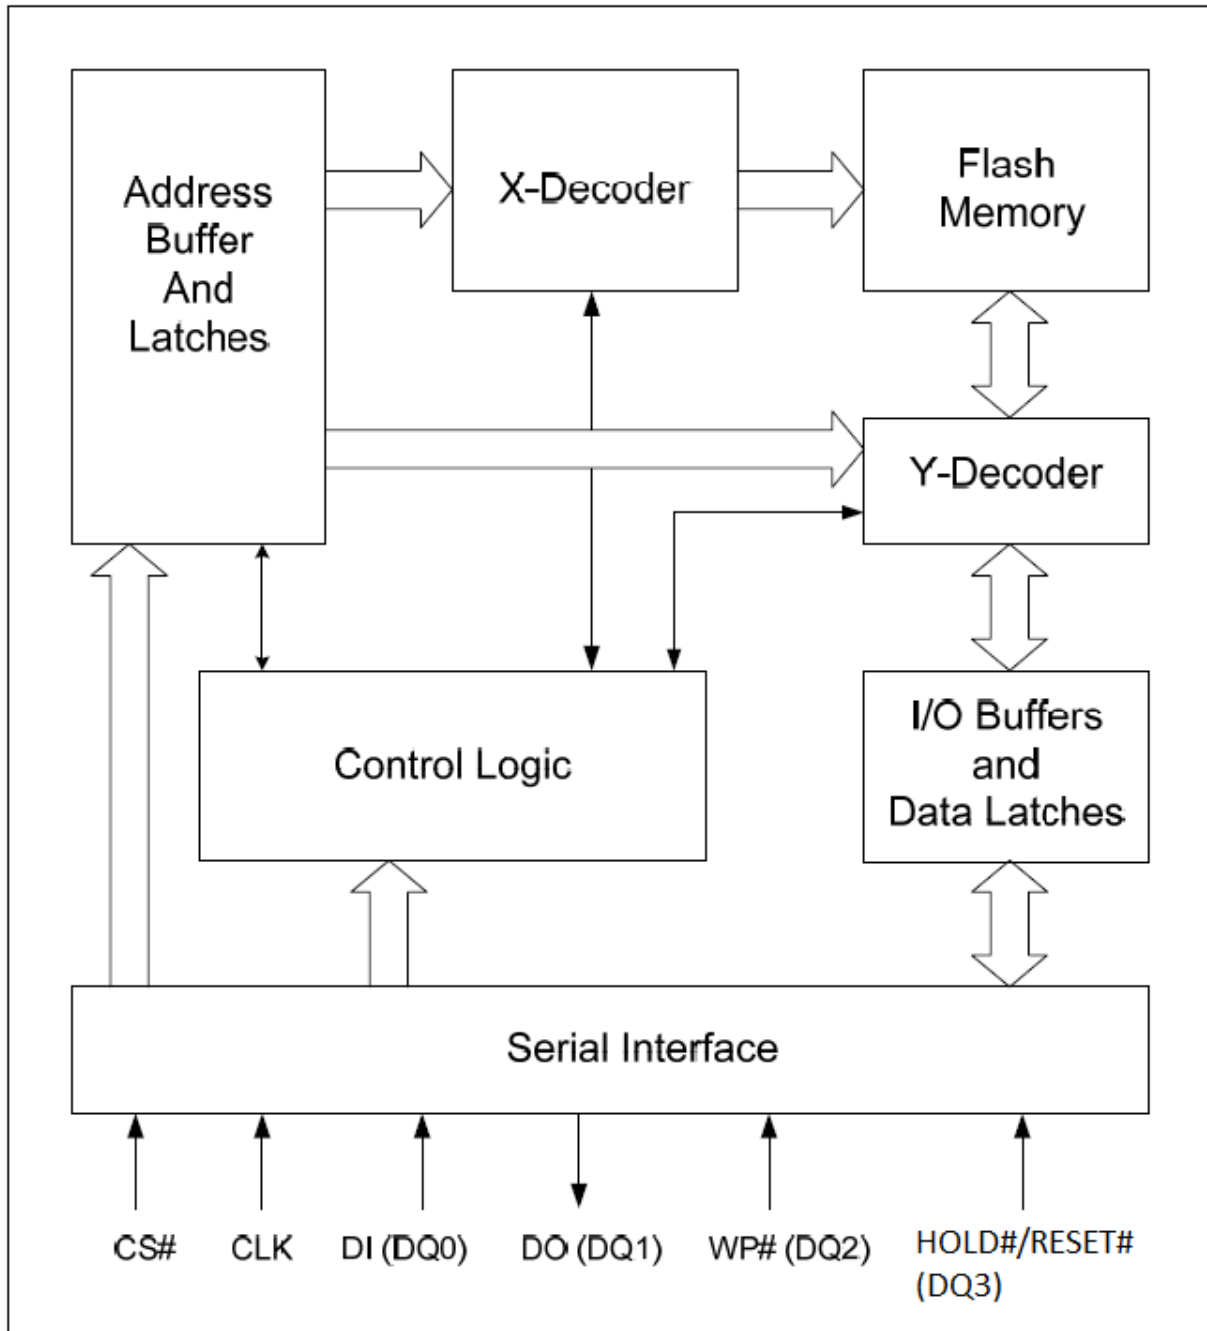 Address
Buffer
And
Latches
X-Decoder
Flash
Memory
Y-Decoder
Control Logic
I/O Buffers
and
Data Latches
Serial Interface
CS#
CLK
DI (DQ0)
DO (DQ1)
WP# (DQ2)
HOLD#/RESET#
(DQ3)